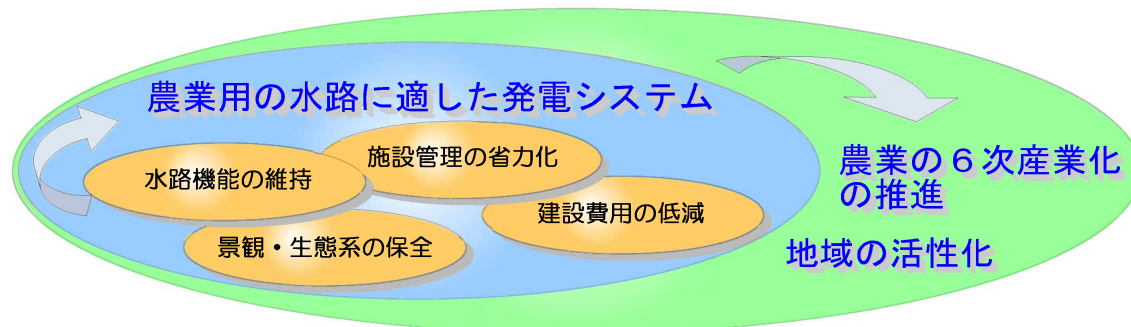 農業用の水路に適した発電システム
施設管理の省力化
水路機能の維持
建設費用の低減
景観・生態系の保全
農業の６次産業化
の推進
地域の活性化